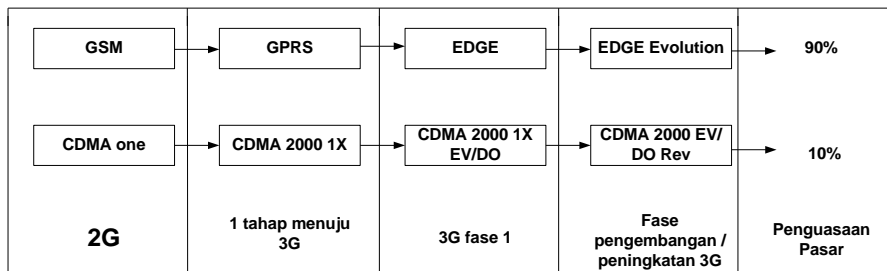 GSM
GPRS
EDGE
EDGE Evolution
90%
CDMA one
CDMA 2000 1X
CDMA 2000 1X
EV/DO
CDMA 2000 EV/
DO Rev
10%
2G
1 tahap menuju
3G
3G fase 1
Fase
pengembangan /
peningkatan 3G
Penguasaan
Pasar